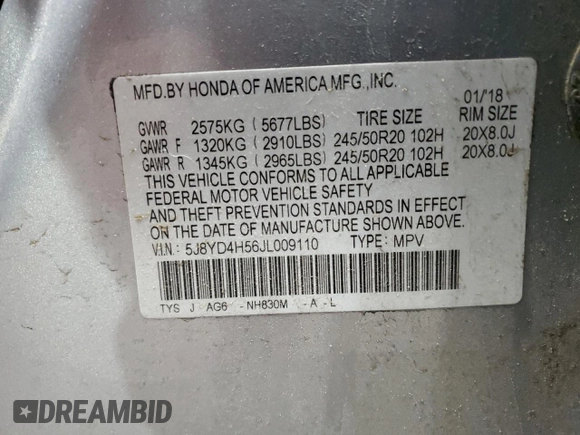 MFD.BY HONDA OF AMERICA MFG.,INC.
01/'18
GVWR 2575KG ( 5677LBS) TIRE SIZE RIM SIZE
GAWR F 1320KG ( 2910LBS) 245/50R20 102H 20X8.0J
GAWR R 1345KG ( 2965LBS) 245/50R20 102H 20X8.0J
THIS VEHICLE CONFORMS TO ALL APPLICABLE
FEDERAL MOTOR VEHICLE SAFETY
AND THEFT PREVENTION STANDARDS IN EFFECT
ON THE DATE OF MANUFACTURE SHOWN ABOVE.
V.I.N.: 5J8YD4H56JL009110 TYPE: MPV
TYS J AG6 -NH830M -A -L
DREAMBID